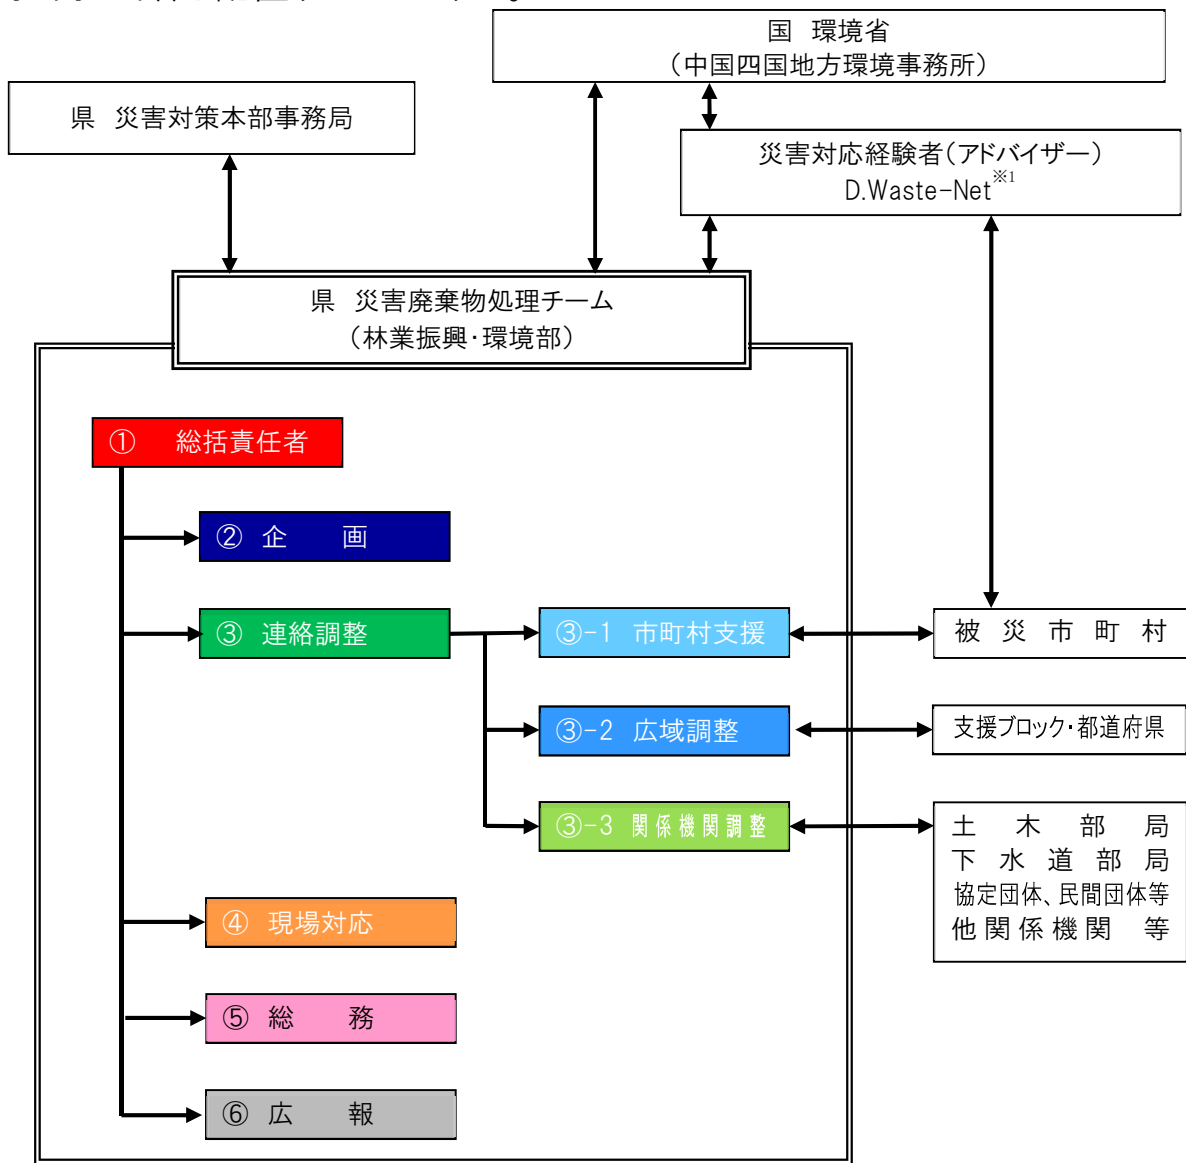 国 環境省
（中国四国地方環境事務所）
県 災害対策本部事務局
災害対応経験者（アドバイザー）
D.Waste-Net※1
県 災害廃棄物処理チーム
（林業振興・環境部）
① 総括責任者
② 企 画
③ 連絡調整
③-1 市町村支援
被 災 市 町 村
③-2 広域調整
支援ブロック・都道府県
③-3 関係機関調整
土 木 部 局
下 水 道 部 局
協定団体、民間団体等
他関係機関 等
④ 現場対応
⑤ 総 務
⑥ 広 報